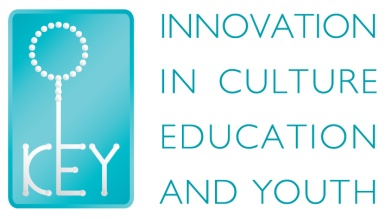 KEY
INNOVATION
IN CULTURE
EDUCATION
AND YOUTH